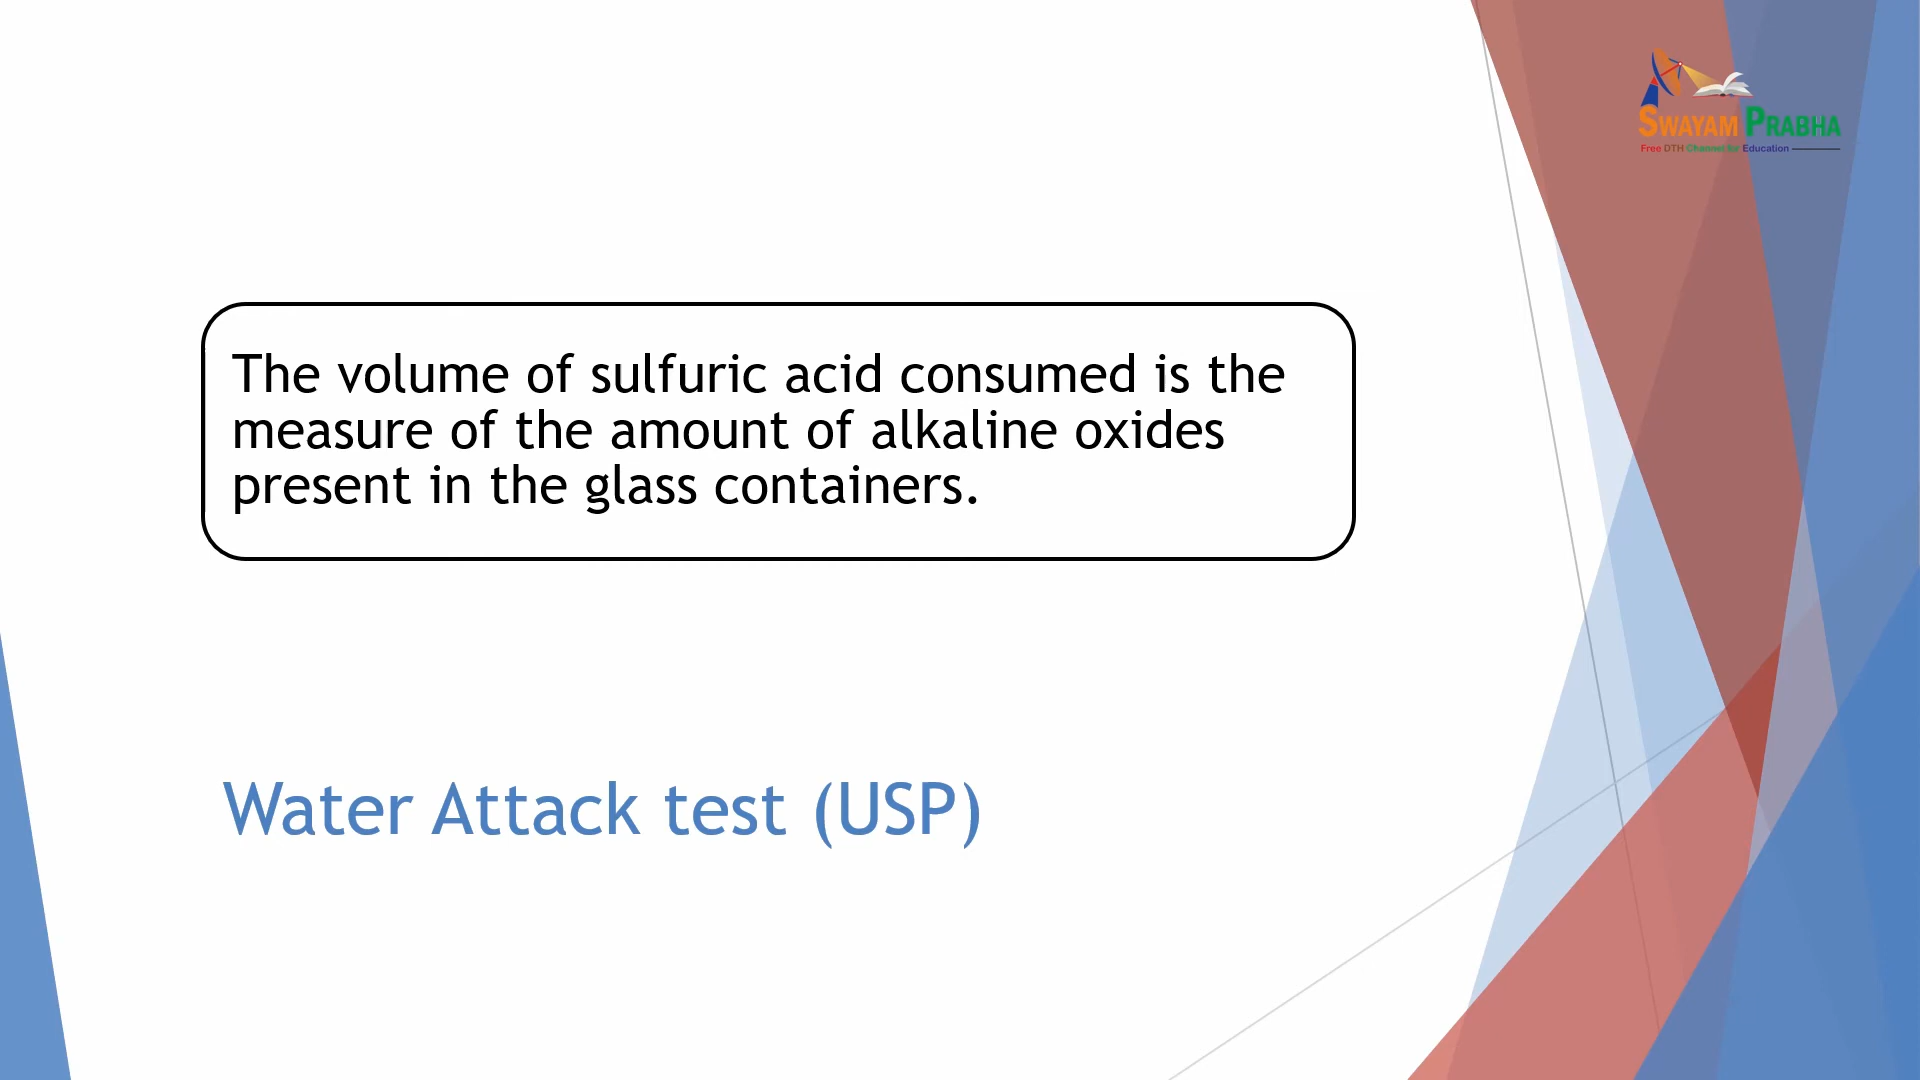 SWAYAM PRABHA
Free DTH Channel for Education
The volume of sulfuric acid consumed is the
measure of the amount of alkaline oxides
present in the glass containers.
Water Attack test (USP)